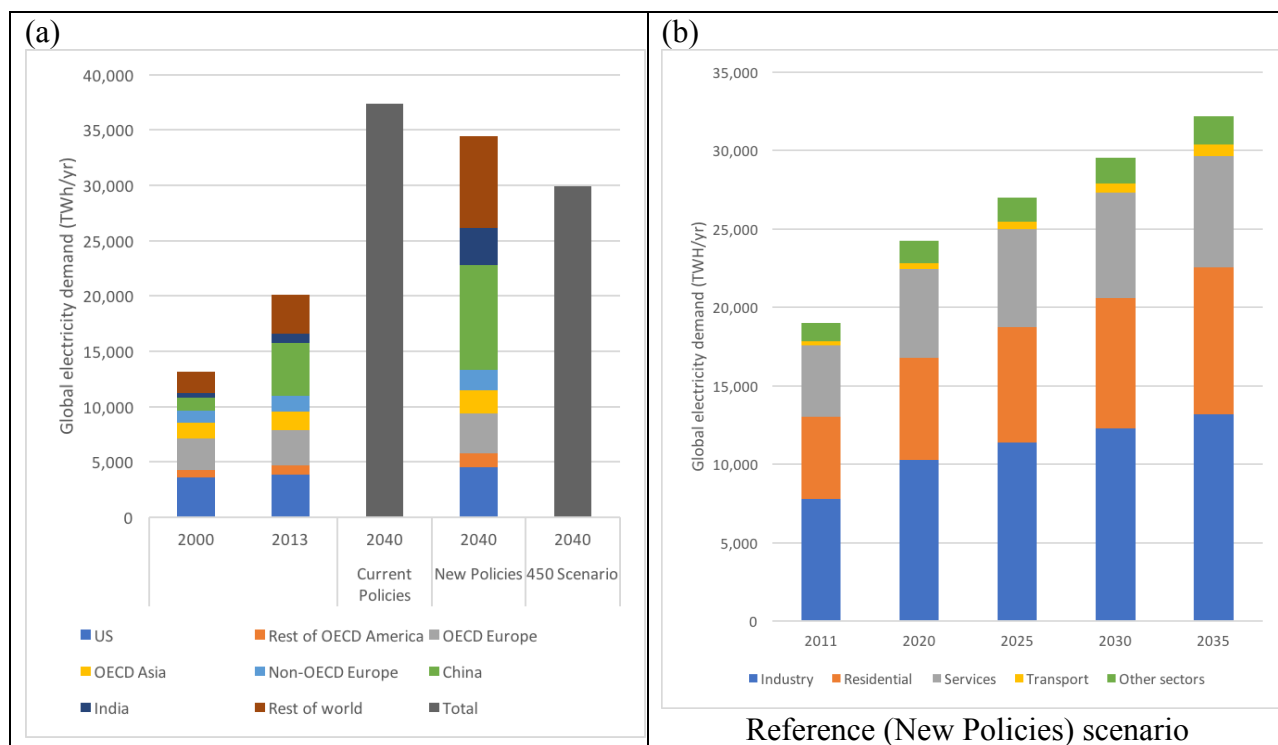 (a)
40,000
35,000
30,000
25,000
20,000
15,000
10,000
5,000
0
Global electricity demand (TWh/yr)
2000 2013 2040 2040 2040
Current Policies New Policies 450 Scenario
US Rest of OECD America OECD Europe
OECD Asia Non-OECD Europe China
India Rest of world Total
(b)
35,000
30,000
25,000
20,000
15,000
10,000
5,000
0
Global electricity demand (TWH/yr)
2011 2020 2025 2030 2035
Industry Residential Services Transport Other sectors
Reference (New Policies) scenario